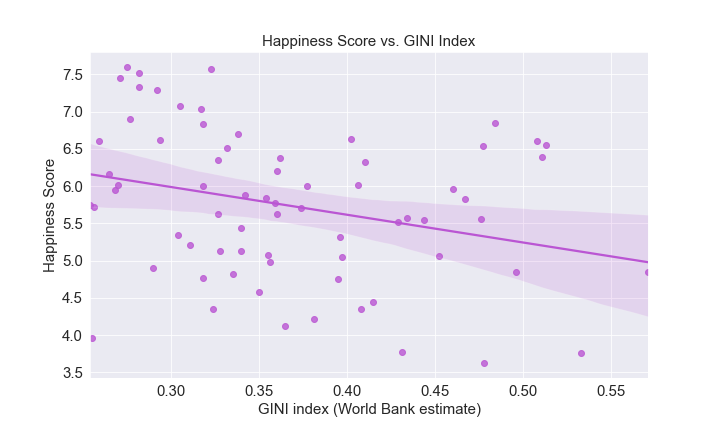 Happiness Score vs. GINI Index
Happiness Score
7.5
7.0
6.5
6.0
5.5
5.0
4.5
4.0
3.5
0.30 0.35 0.40 0.45 0.50 0.55
GINI index (World Bank estimate)